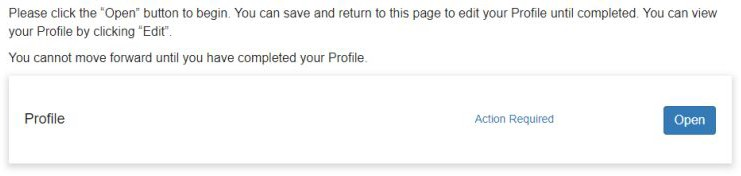 Please click the "Open" button to begin. You can save and return to this page to edit your Profile until completed. You can view
your Profile by clicking "Edit".
You cannot move forward until you have completed your Profile.
Profile
Action Required
Open